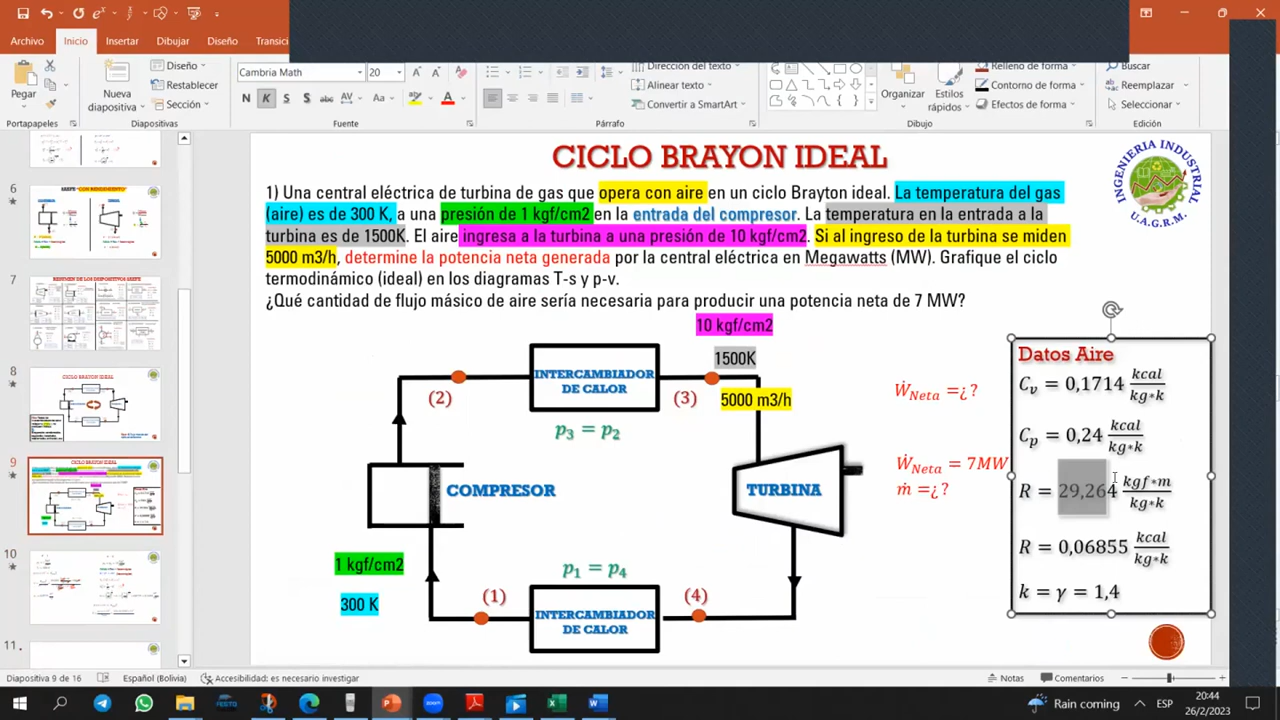 Archivo Inicio Insertar Dibujar Diseño Transici
Pegar
Portapapeles
Nueva
diapositiva
Diseño
Restablecer
Sección
Diapositivas
Cambria Math 20
N K S S abc AV Aa A
Fuente
Dirección del texto
Alinear texto
Convertir a SmartArt
Párrafo
Organizar
Estilos
rápidos
Relleno de forma
Contorno de forma
Efectos de forma
Dibujo
Buscar
Reemplazar
Seleccionar
Edición
6
7
8
9
10
11
CICLO BRAYON IDEAL
1) Una central eléctrica de turbina de gas que opera con aire en un ciclo Brayton ideal. La temperatura del gas
(aire) es de 300 K, a una presión de 1 kgf/cm2 en la entrada del compresor. La temperatura en la entrada a la
turbina es de 1500K. El aire ingresa a la turbina a una presión de 10 kgf/cm2. Si al ingreso de la turbina se miden
5000 m3/h, determine la potencia neta generada por la central eléctrica en Megawatts (MW). Grafique el ciclo
termodinámico (ideal) en los diagramas T-s y p-v.
¿Qué cantidad de flujo másico de aire sería necesaria para producir una potencia neta de 7 MW?
INGENIERIA INDUSTRIAL
U.A.G.R.M.
10 kgf/cm2
1500K
5000 m3/h
INTERCAMBIADOR
DE CALOR
(2)
(3)
p₃ = p₂
COMPRESOR
TURBINA
1 kgf/cm2
300 K
p₁ = p₄
(1)
(4)
INTERCAMBIADOR
DE CALOR
Ẇ_Neta =¿?
Ẇ_Neta = 7MW
ṁ =¿?
Datos Aire
C_v = 0,1714 kcal/kg∗k
C_p = 0,24 kcal/kg∗k
R = 29,264 kgf∗m/kg∗k
R = 0,06855 kcal/kg∗k
k = γ = 1,4
Diapositiva 9 de 16 Español (Bolivia) Accesibilidad: es necesario investigar Notas Comentarios
Rain coming ESP 20:44
26/2/2023